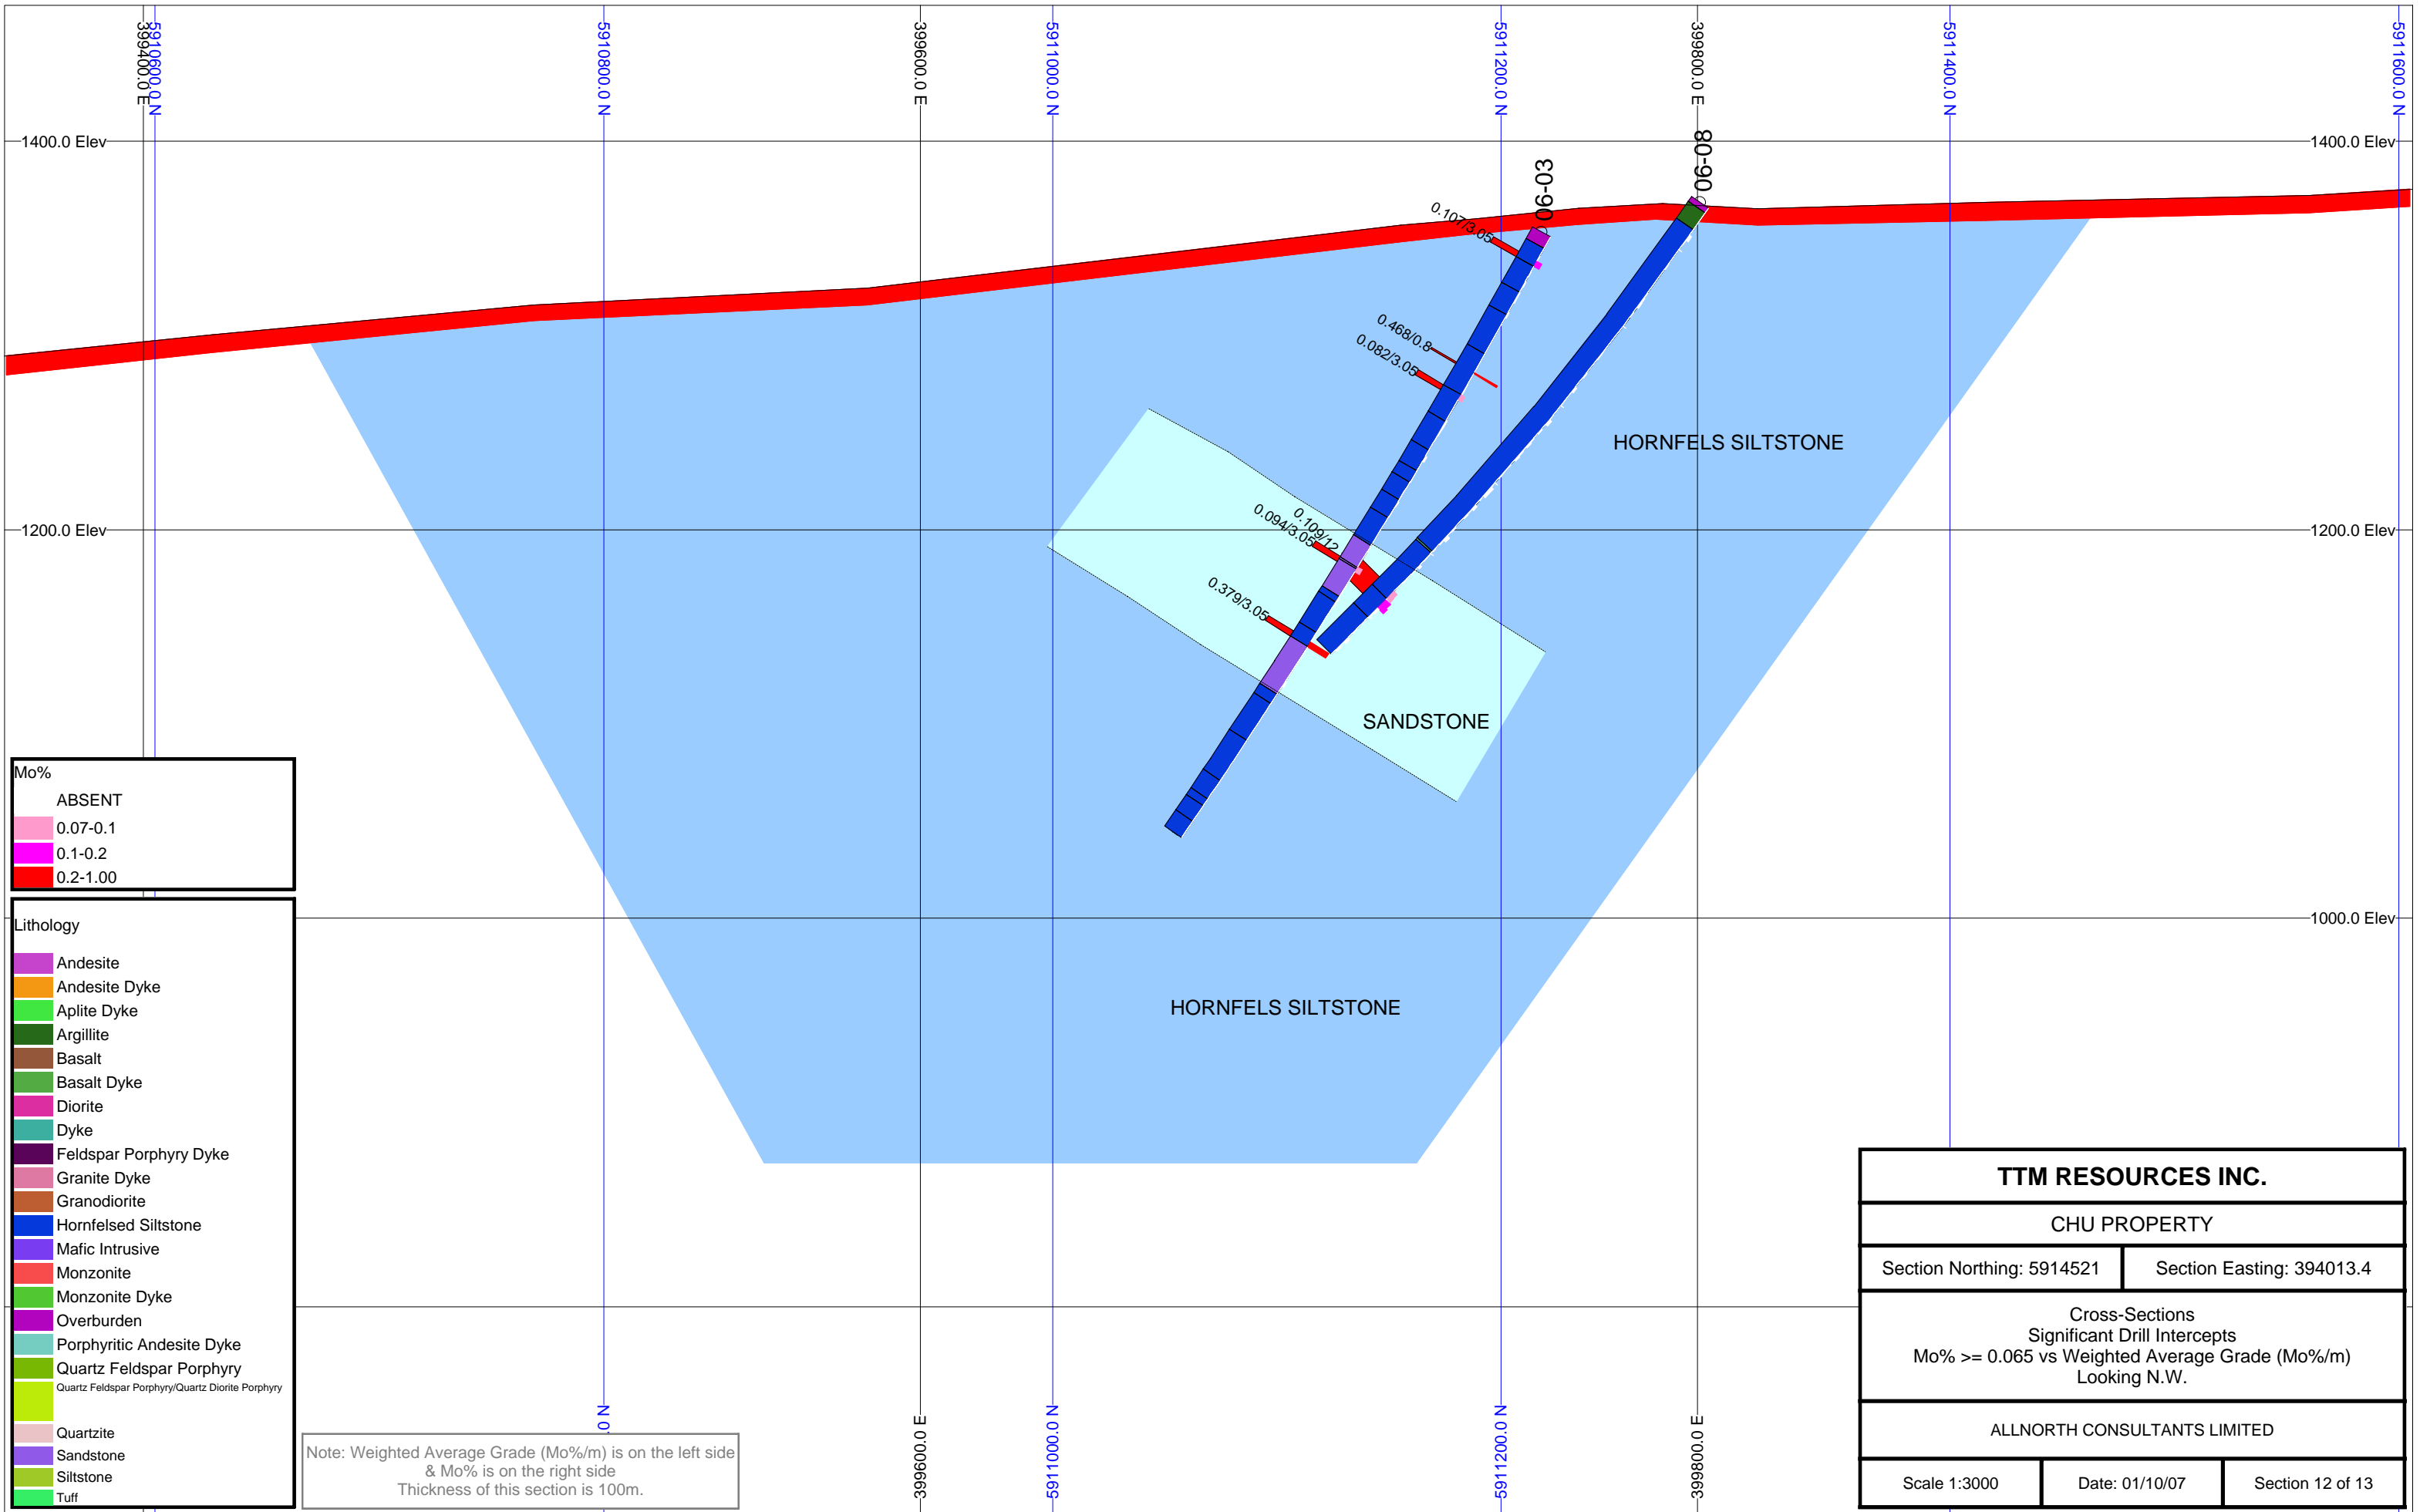 399400.0 E
5910600.0 N
5910800.0 N
399600.0 E
5911000.0 N
5911200.0 N
399800.0 E
5911400.0 N
5911600.0 N
1400.0 Elev
1400.0 Elev
06-03
06-08
0.107/3.05
0.468/0.8
0.082/3.05
HORNFELS SILTSTONE
1200.0 Elev
1200.0 Elev
0.109/12
0.094/3.05
0.379/3.05
SANDSTONE
1000.0 Elev
HORNFELS SILTSTONE
Mo%
ABSENT
0.07-0.1
0.1-0.2
0.2-1.00
Lithology
Andesite
Andesite Dyke
Aplite Dyke
Argillite
Basalt
Basalt Dyke
Diorite
Dyke
Feldspar Porphyry Dyke
Granite Dyke
Granodiorite
Hornfelsed Siltstone
Mafic Intrusive
Monzonite
Monzonite Dyke
Overburden
Porphyritic Andesite Dyke
Quartz Feldspar Porphyry
Quartz Feldspar Porphyry/Quartz Diorite Porphyry
Quartzite
Sandstone
Siltstone
Tuff
.0 N
399600.0 E
5911000.0 N
5911200.0 N
399800.0 E
Note: Weighted Average Grade (Mo%/m) is on the left side
& Mo% is on the right side
Thickness of this section is 100m.
TTM RESOURCES INC.
CHU PROPERTY
Section Northing: 5914521
Section Easting: 394013.4
Cross-Sections
Significant Drill Intercepts
Mo% >= 0.065 vs Weighted Average Grade (Mo%/m)
Looking N.W.
ALLNORTH CONSULTANTS LIMITED
Scale 1:3000
Date: 01/10/07
Section 12 of 13